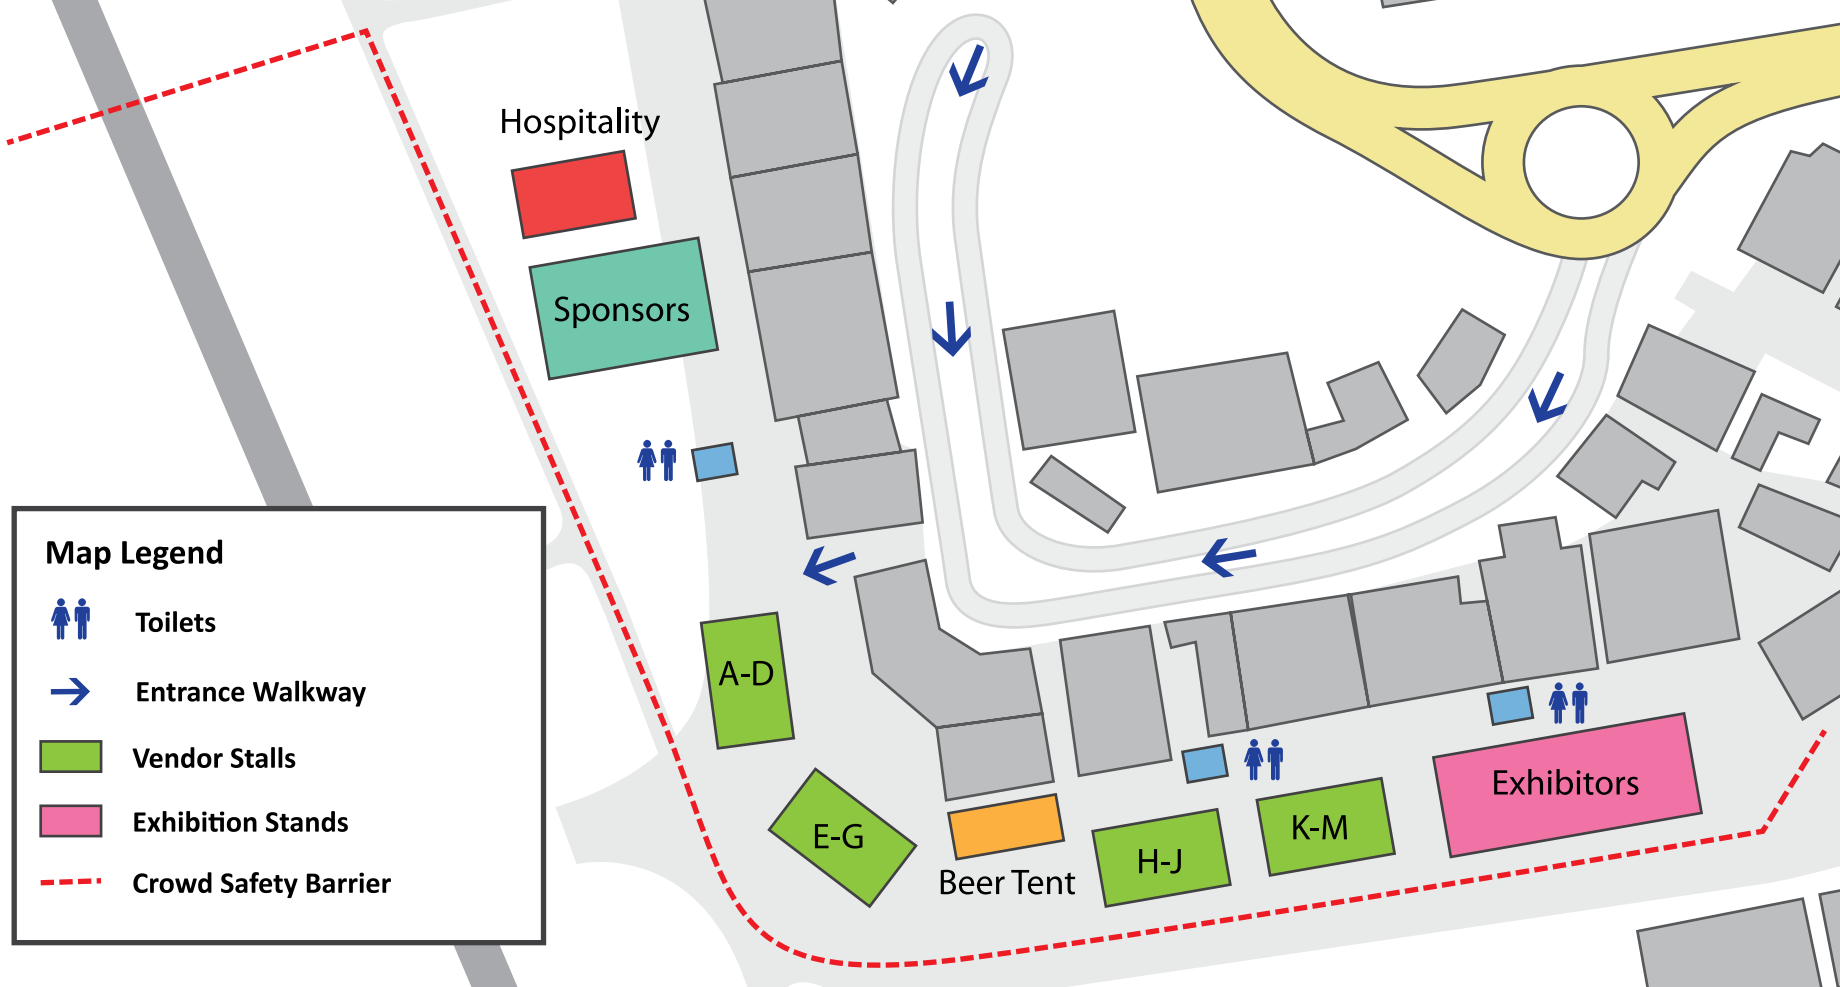 Hospitality
Sponsors
Map Legend
Toilets
Entrance Walkway
Vendor Stalls
Exhibition Stands
Crowd Safety Barrier
A-D
E-G
Beer Tent
H-J
K-M
Exhibitors